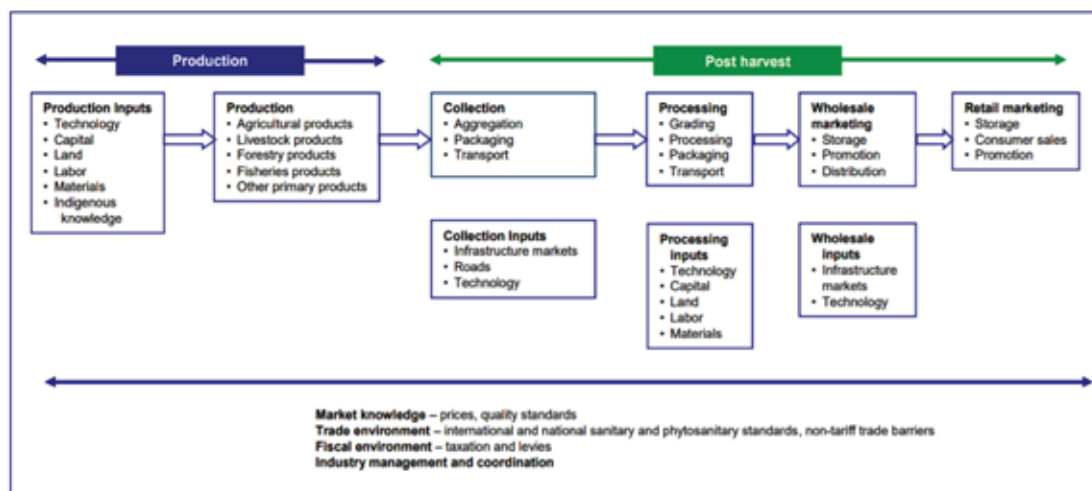 Production
Post harvest
Production Inputs
• Technology
• Capital
• Land
• Labor
• Materials
• Indigenous
knowledge
Production
• Agricultural products
• Livestock products
• Forestry products
• Fisheries products
• Other primary products
Collection
• Aggregation
• Packaging
• Transport
Processing
• Grading
• Processing
• Packaging
• Transport
Wholesale
marketing
• Storage
• Promotion
• Distribution
Retail marketing
• Storage
• Consumer sales
• Promotion
Collection Inputs
• Infrastructure markets
• Roads
• Technology
Processing
inputs
• Technology
• Capital
• Land
• Labor
• Materials
Wholesale
inputs
• Infrastructure
markets
• Technology
Market knowledge – prices, quality standards
Trade environment – international and national sanitary and phytosanitary standards, non-tariff trade barriers
Fiscal environment – taxation and levies
Industry management and coordination